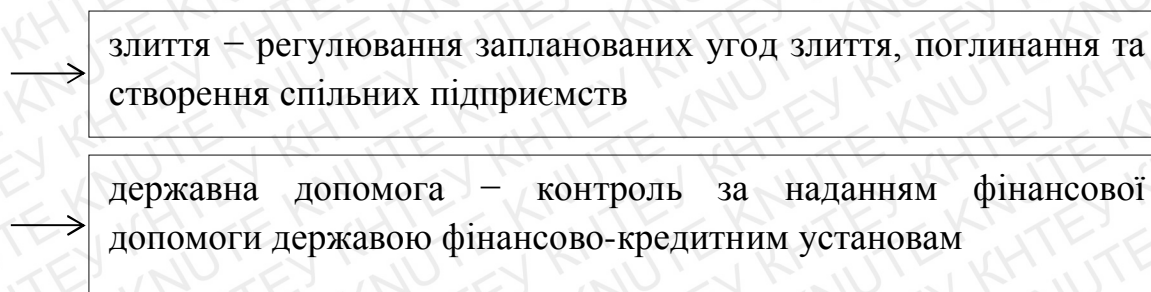 злиття − регулювання запланованих угод злиття, поглинання та
створення спільних підприємств
державна допомога − контроль за наданням фінансової
допомоги державою фінансово-кредитним установам